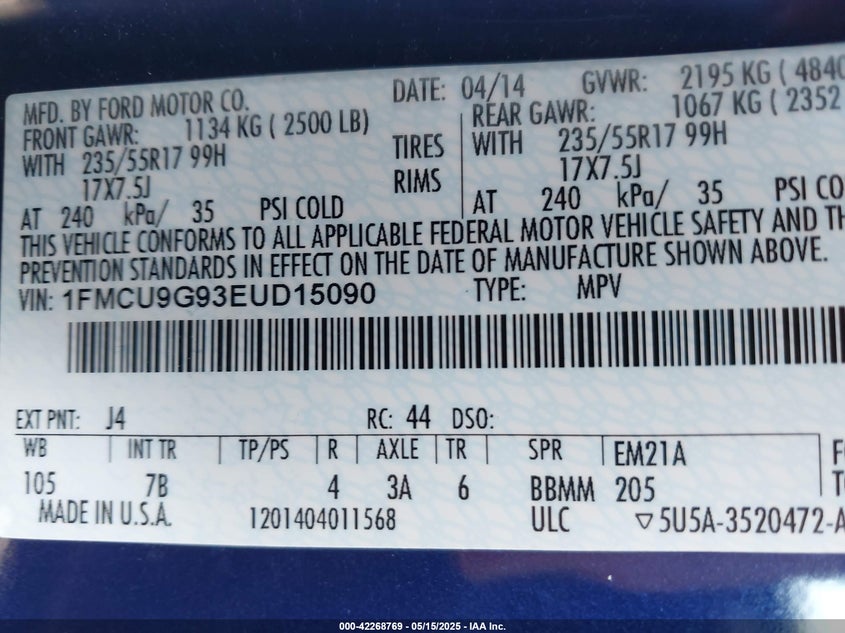 MFD. BY FORD MOTOR CO. DATE: 04/14 GVWR: 2195 KG ( 4840
FRONT GAWR: 1134 KG ( 2500 LB) REAR GAWR: 1067 KG ( 2352
WITH 235/55R17 99H TIRES WITH 235/55R17 99H
17X7.5J RIMS 17X7.5J
AT 240 kPa/ 35 PSI COLD AT 240 kPa/ 35 PSI CO
THIS VEHICLE CONFORMS TO ALL APPLICABLE FEDERAL MOTOR VEHICLE SAFETY AND TH
PREVENTION STANDARDS IN EFFECT ON THE DATE OF MANUFACTURE SHOWN ABOVE.
VIN: 1FMCU9G93EUD15090 TYPE: MPV
EXT PNT: J4 RC: 44 DSO:
WB INT TR TP/PS R AXLE TR SPR EM21A F
105 7B 4 3A 6 BBMM 205 T
MADE IN U.S.A. 1201404011568 ULC ▽5U5A-3520472-A
000-42268769 - 05/15/2025 - IAA Inc.